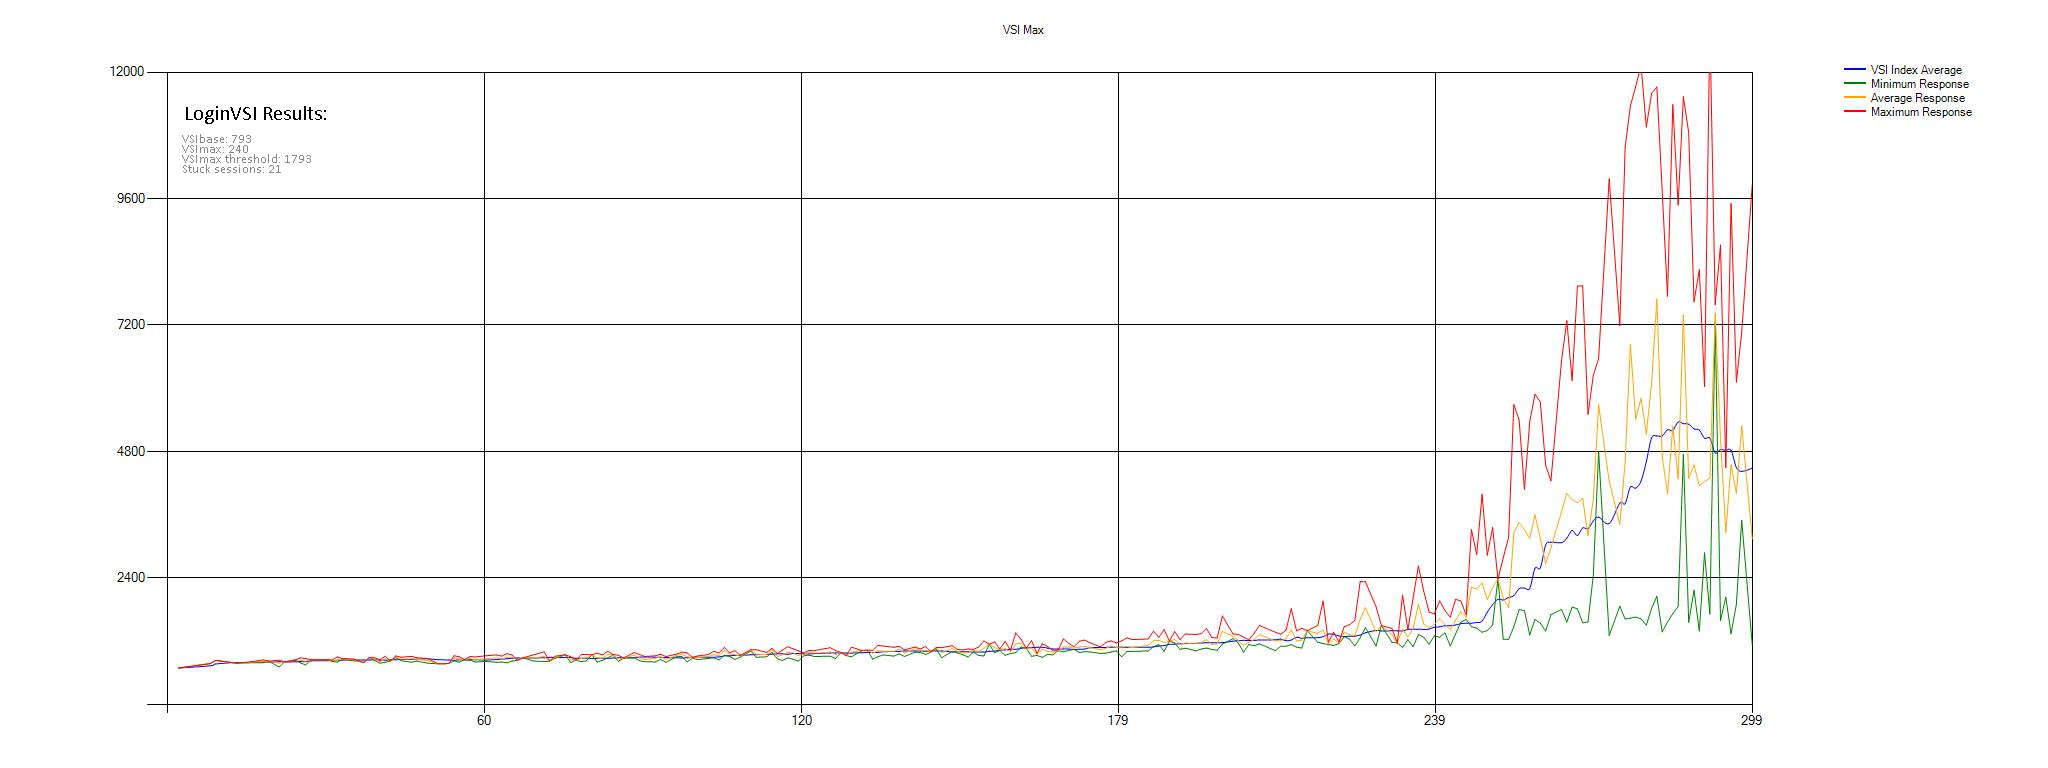 VSI Max
12000
9600
7200
4800
2400
LoginVSI Results:
VSIbase: 793
VSImax: 240
VSImax threshold: 1793
Stuck sessions: 21
60
120
179
239
299
VSI Index Average
Minimum Response
Average Response
Maximum Response